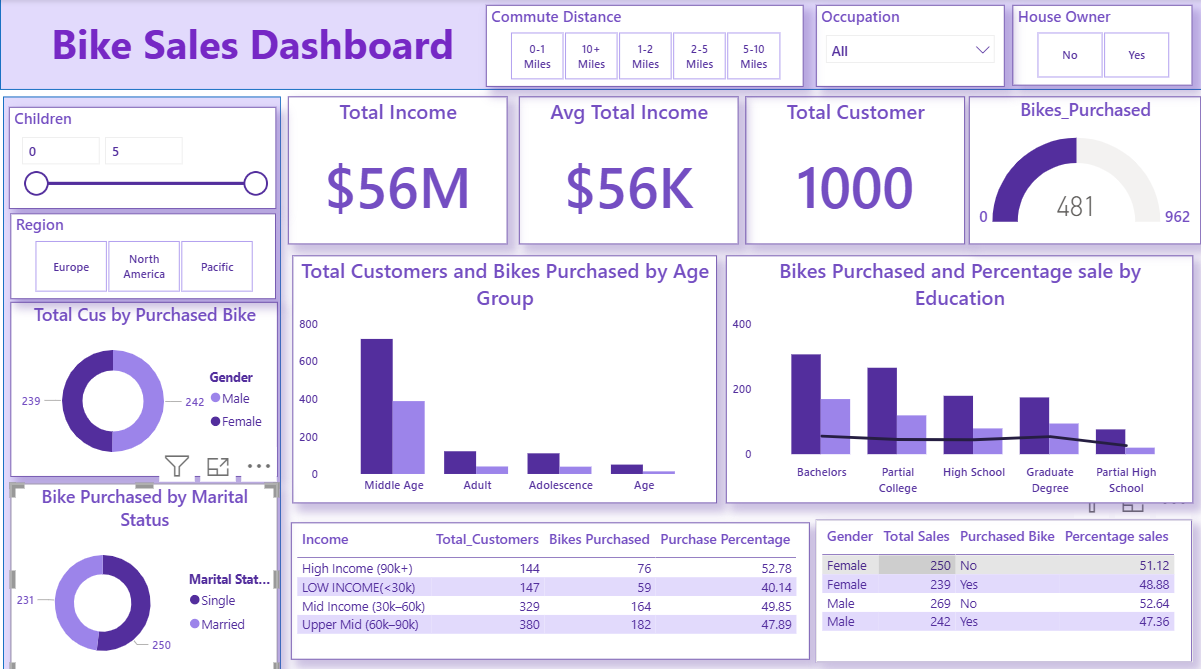 Bike Sales Dashboard
Commute Distance
0-1 Miles
10+ Miles
1-2 Miles
2-5 Miles
5-10 Miles
Occupation
All
House Owner
No
Yes
Children
0
5
Region
Europe
North America
Pacific
Total Income
$56M
Avg Total Income
$56K
Total Customer
1000
Bikes_Purchased
0
481
962
Total Cus by Purchased Bike
239
242
Gender
Male
Female
Bike Purchased by Marital
Status
231
250
Marital Stat...
Single
Married
Total Customers and Bikes Purchased by Age
Group
800
600
400
200
0
Middle Age
Adult
Adolescence
Age
Bikes Purchased and Percentage sale by
Education
400
200
0
Bachelors
Partial College
High School
Graduate Degree
Partial High School
Income Total_Customers Bikes Purchased Purchase Percentage
High Income (90k+) 144 76 52.78
LOW INCOME(<30k) 147 59 40.14
Mid Income (30k–60k) 329 164 49.85
Upper Mid (60k–90k) 380 182 47.89
Gender Total Sales Purchased Bike Percentage sales
Female 250 No 51.12
Female 239 Yes 48.88
Male 269 No 52.64
Male 242 Yes 47.36